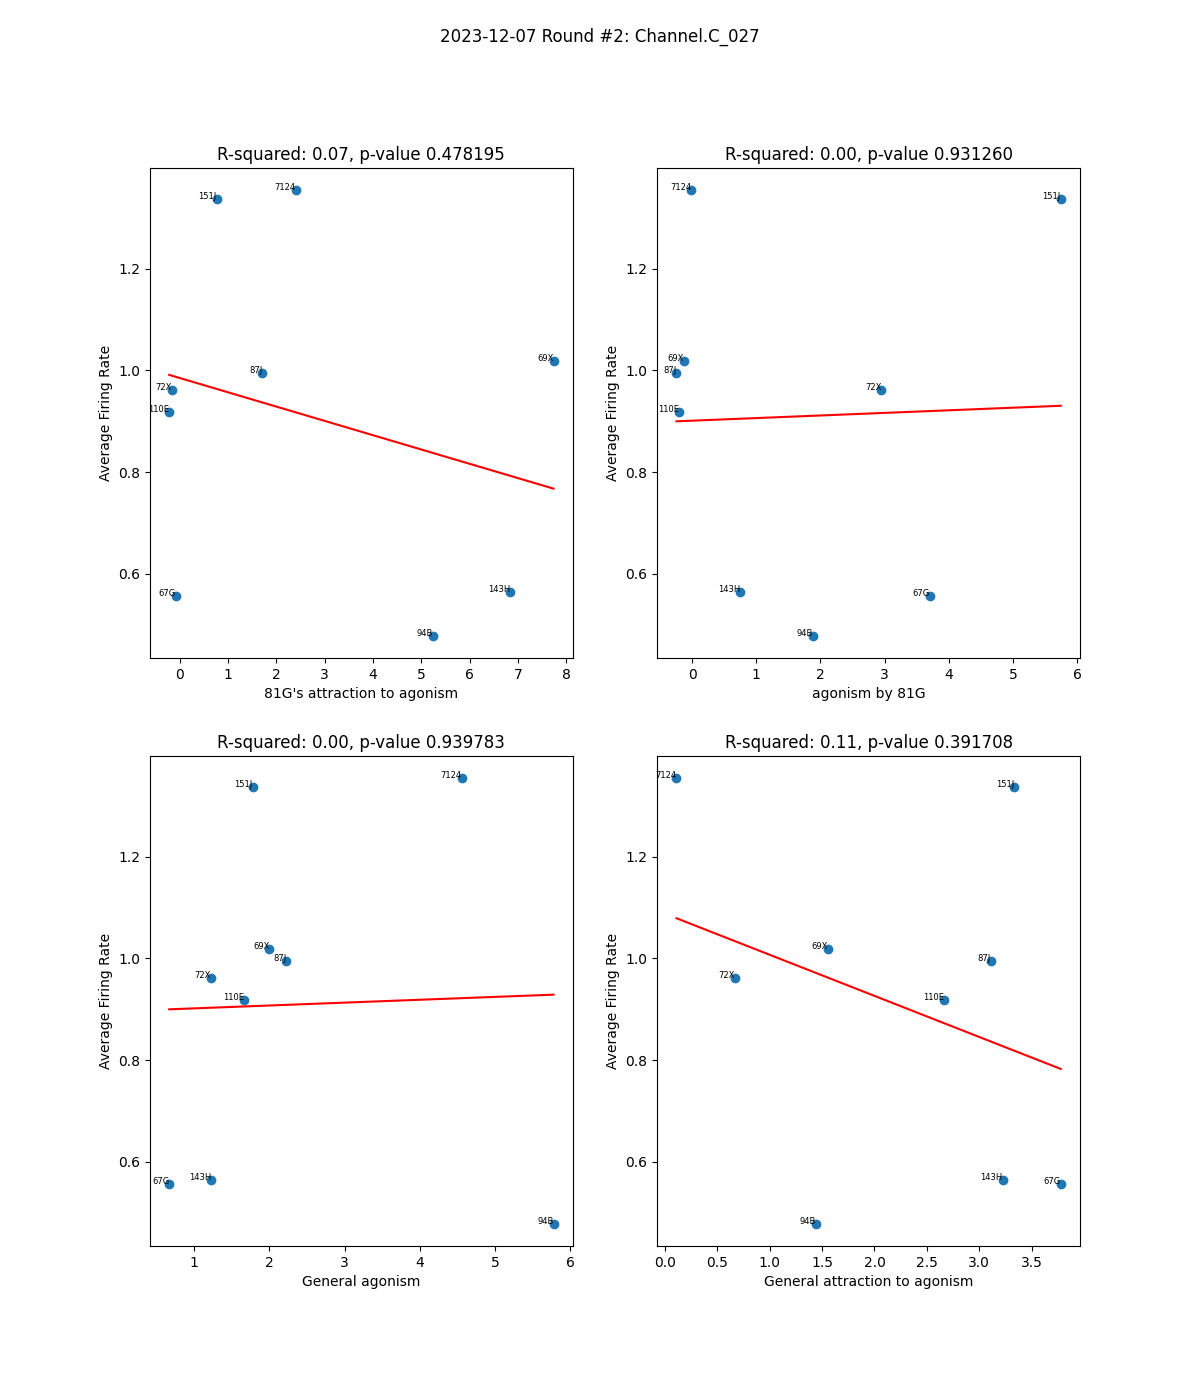 2023-12-07 Round #2: Channel.C_027
R-squared: 0.07, p-value 0.478195
Average Firing Rate
1.2
1.0
0.8
0.6
7124
151J
69X
87J
72X
110E
67G
143H
94B
0 1 2 3 4 5 6 7 8
81G's attraction to agonism
R-squared: 0.00, p-value 0.931260
Average Firing Rate
1.2
1.0
0.8
0.6
7124
151J
69X
87J
72X
110E
143H
67G
94B
0 1 2 3 4 5 6
agonism by 81G
R-squared: 0.00, p-value 0.939783
Average Firing Rate
1.2
1.0
0.8
0.6
7124
151J
69X
87J
72X
110E
143H
67G
94B
1 2 3 4 5 6
General agonism
R-squared: 0.11, p-value 0.391708
Average Firing Rate
1.2
1.0
0.8
0.6
7124
151J
69X
87J
72X
110E
143H
67G
94B
0.0 0.5 1.0 1.5 2.0 2.5 3.0 3.5
General attraction to agonism